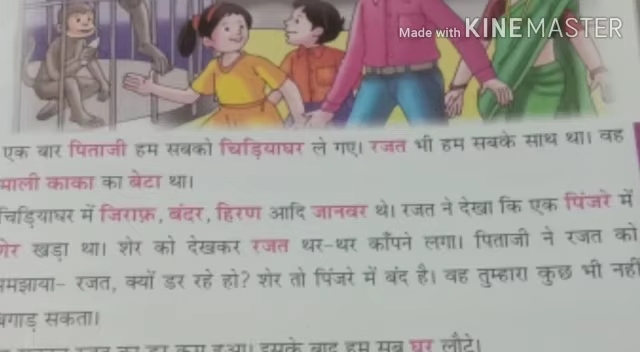 Made with KINEMASTER
एक बार पिताजी हम सबको चिड़ियाघर ले गए। रजत भी हम सबके साथ था। वह
माली काका का बेटा था।
चिड़ियाघर में जिराफ़, बंदर, हिरण आदि जानवर थे। रजत ने देखा कि एक पिंजरे में
शेर खड़ा था। शेर को देखकर रजत थर-थर काँपने लगा। पिताजी ने रजत को
समझाया- रजत, क्यों डर रहे हो? शेर तो पिंजरे में बंद है। वह तुम्हारा कुछ भी नहीं
बिगाड़ सकता।
डर कम हुआ। इसके बाद हम सब घर लौटे।